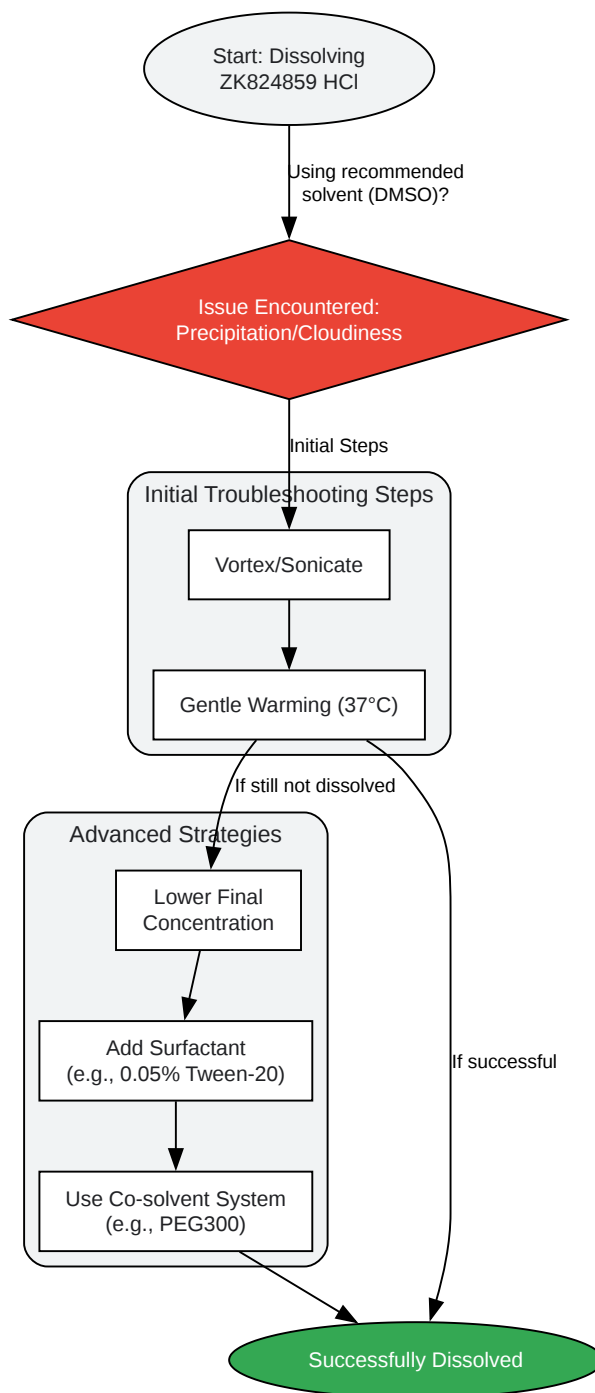 Start: Dissolving
ZK824859 HCl
Using recommended
solvent (DMSO)?
Issue Encountered:
Precipitation/Cloudiness
Initial Steps
Initial Troubleshooting Steps
Vortex/Sonicate
Gentle Warming (37°C)
If still not dissolved
Advanced Strategies
Lower Final
Concentration
Add Surfactant
(e.g., 0.05% Tween-20)
If successful
Use Co-solvent System
(e.g., PEG300)
Successfully Dissolved